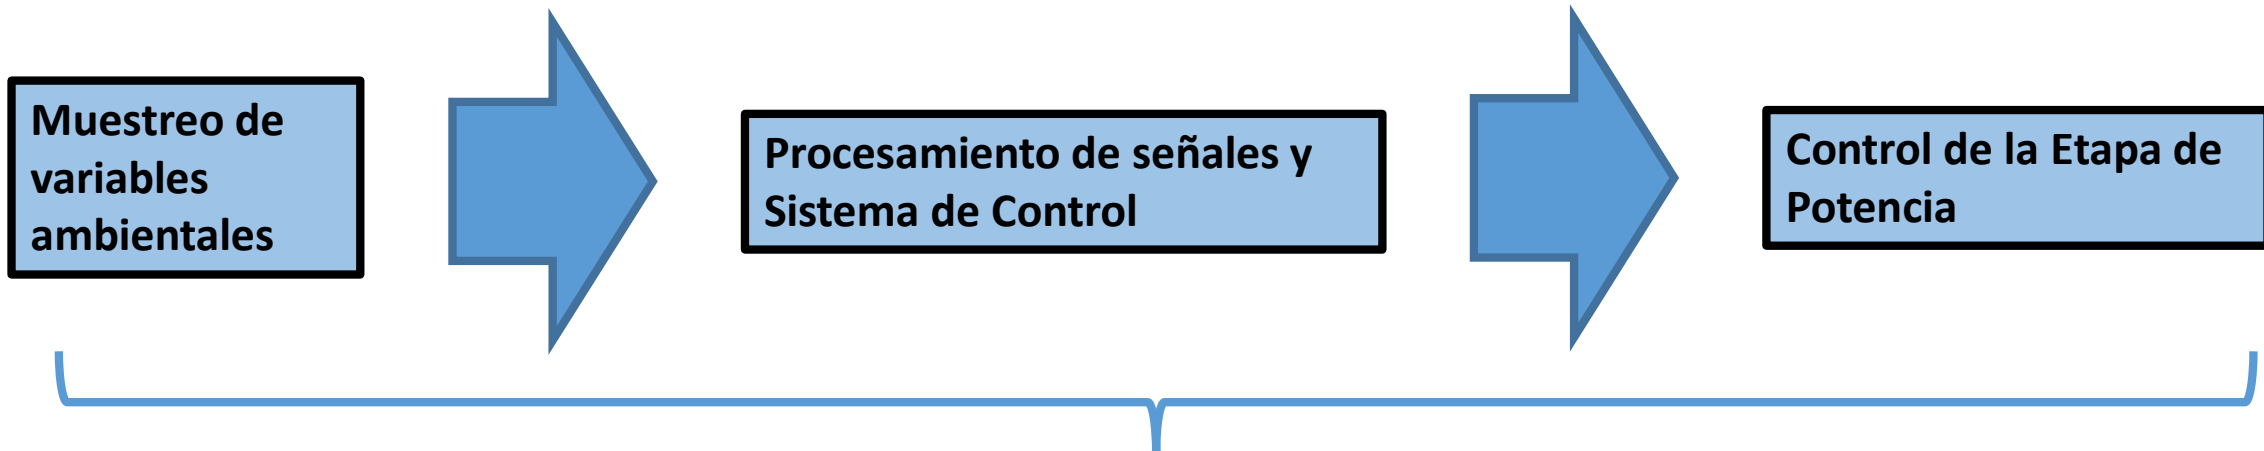 Muestreo de
variables
ambientales
Procesamiento de señales y
Sistema de Control
Control de la Etapa de
Potencia